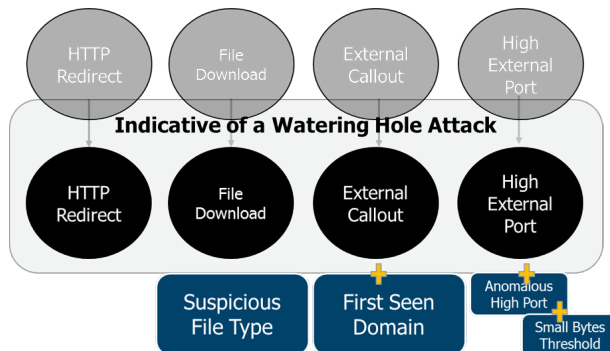 HTTP
Redirect
File
Download
External
Callout
High
External
Port
Indicative of a Watering Hole Attack
HTTP
Redirect
File
Download
External
Callout
High
External
Port
Suspicious
File Type
First Seen
Domain
Anomalous
High Port
Small Bytes
Threshold